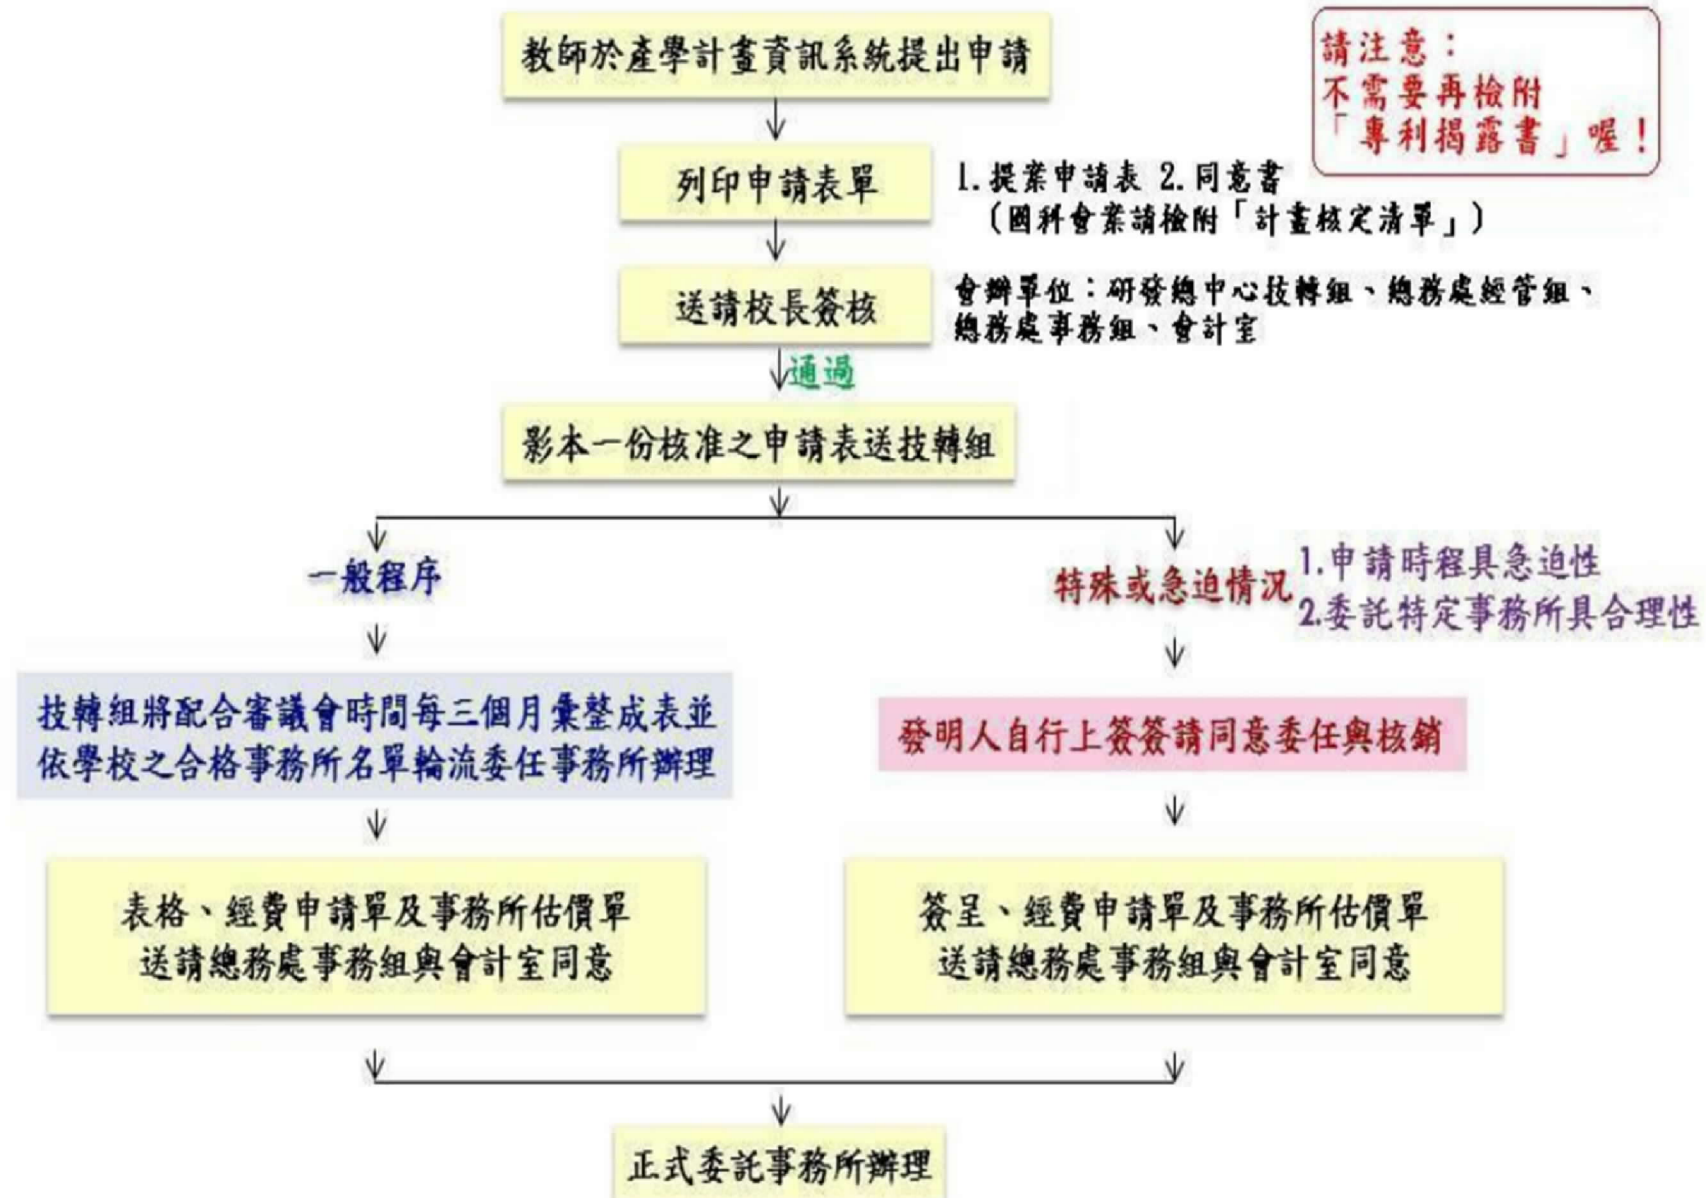 教師於產學計畫資訊系統提出申請
請注意：
不需要再檢附
「專利揭露書」喔！
列印申請表單
1.提案申請表 2.同意書
（國科會案請檢附「計畫核定清單」）
送請校長簽核
會辦單位：研發總中心技轉組、總務處經管組、
總務處事務組、會計室
通過
影本一份核准之申請表送技轉組
一般程序
特殊或急迫情況
1.申請時程具急迫性
2.委託特定事務所具合理性
技轉組將配合審議會時間每三個月彙整成表並
依學校之合格事務所名單輪流委任事務所辦理
發明人自行上簽簽請同意委任與核銷
表格、經費申請單及事務所估價單
送請總務處事務組與會計室同意
簽呈、經費申請單及事務所估價單
送請總務處事務組與會計室同意
正式委託事務所辦理